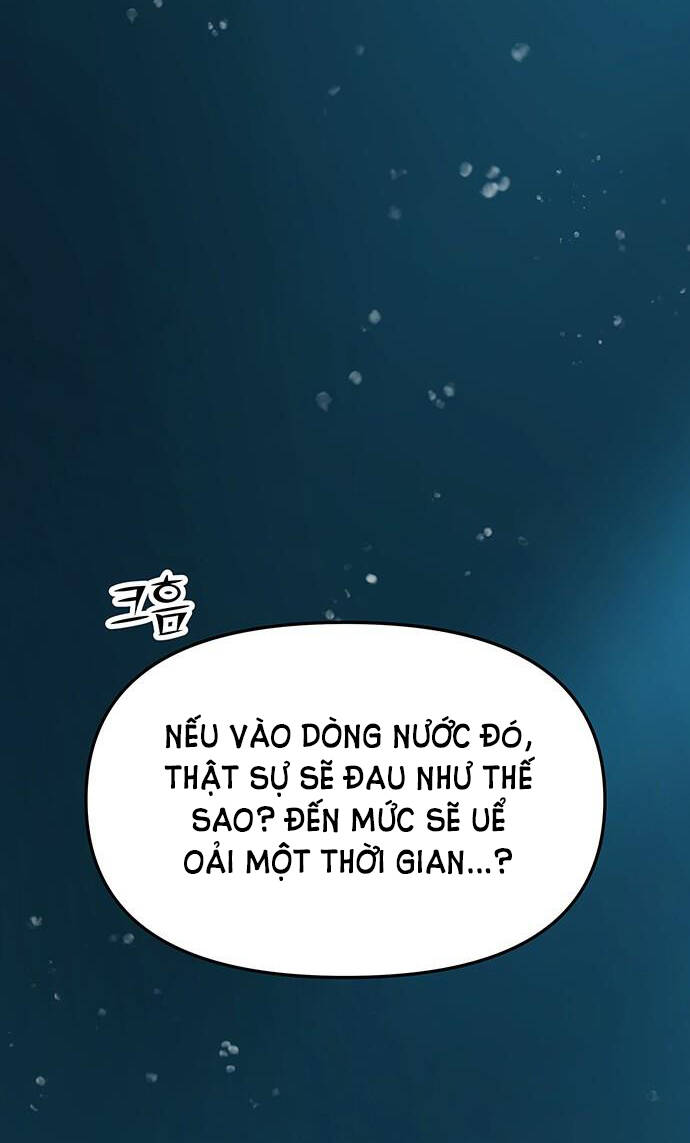 크흠
NẾU VÀO DÒNG NƯỚC ĐÓ,
THẬT SỰ SẼ ĐAU NHƯ THẾ
SAO? ĐẾN MỨC SẼ UỂ
OẢI MỘT THỜI GIAN...?